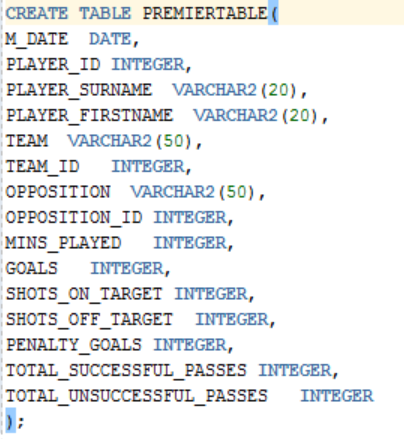 CREATE TABLE PREMIERTABLE(
M_DATE DATE,
PLAYER_ID INTEGER,
PLAYER_SURNAME VARCHAR2(20),
PLAYER_FIRSTNAME VARCHAR2(20),
TEAM VARCHAR2(50),
TEAM_ID INTEGER,
OPPOSITION VARCHAR2(50),
OPPOSITION_ID INTEGER,
MINS_PLAYED INTEGER,
GOALS INTEGER,
SHOTS_ON_TARGET INTEGER,
SHOTS_OFF_TARGET INTEGER,
PENALTY_GOALS INTEGER,
TOTAL_SUCCESSFUL_PASSES INTEGER,
TOTAL_UNSUCCESSFUL_PASSES INTEGER
);